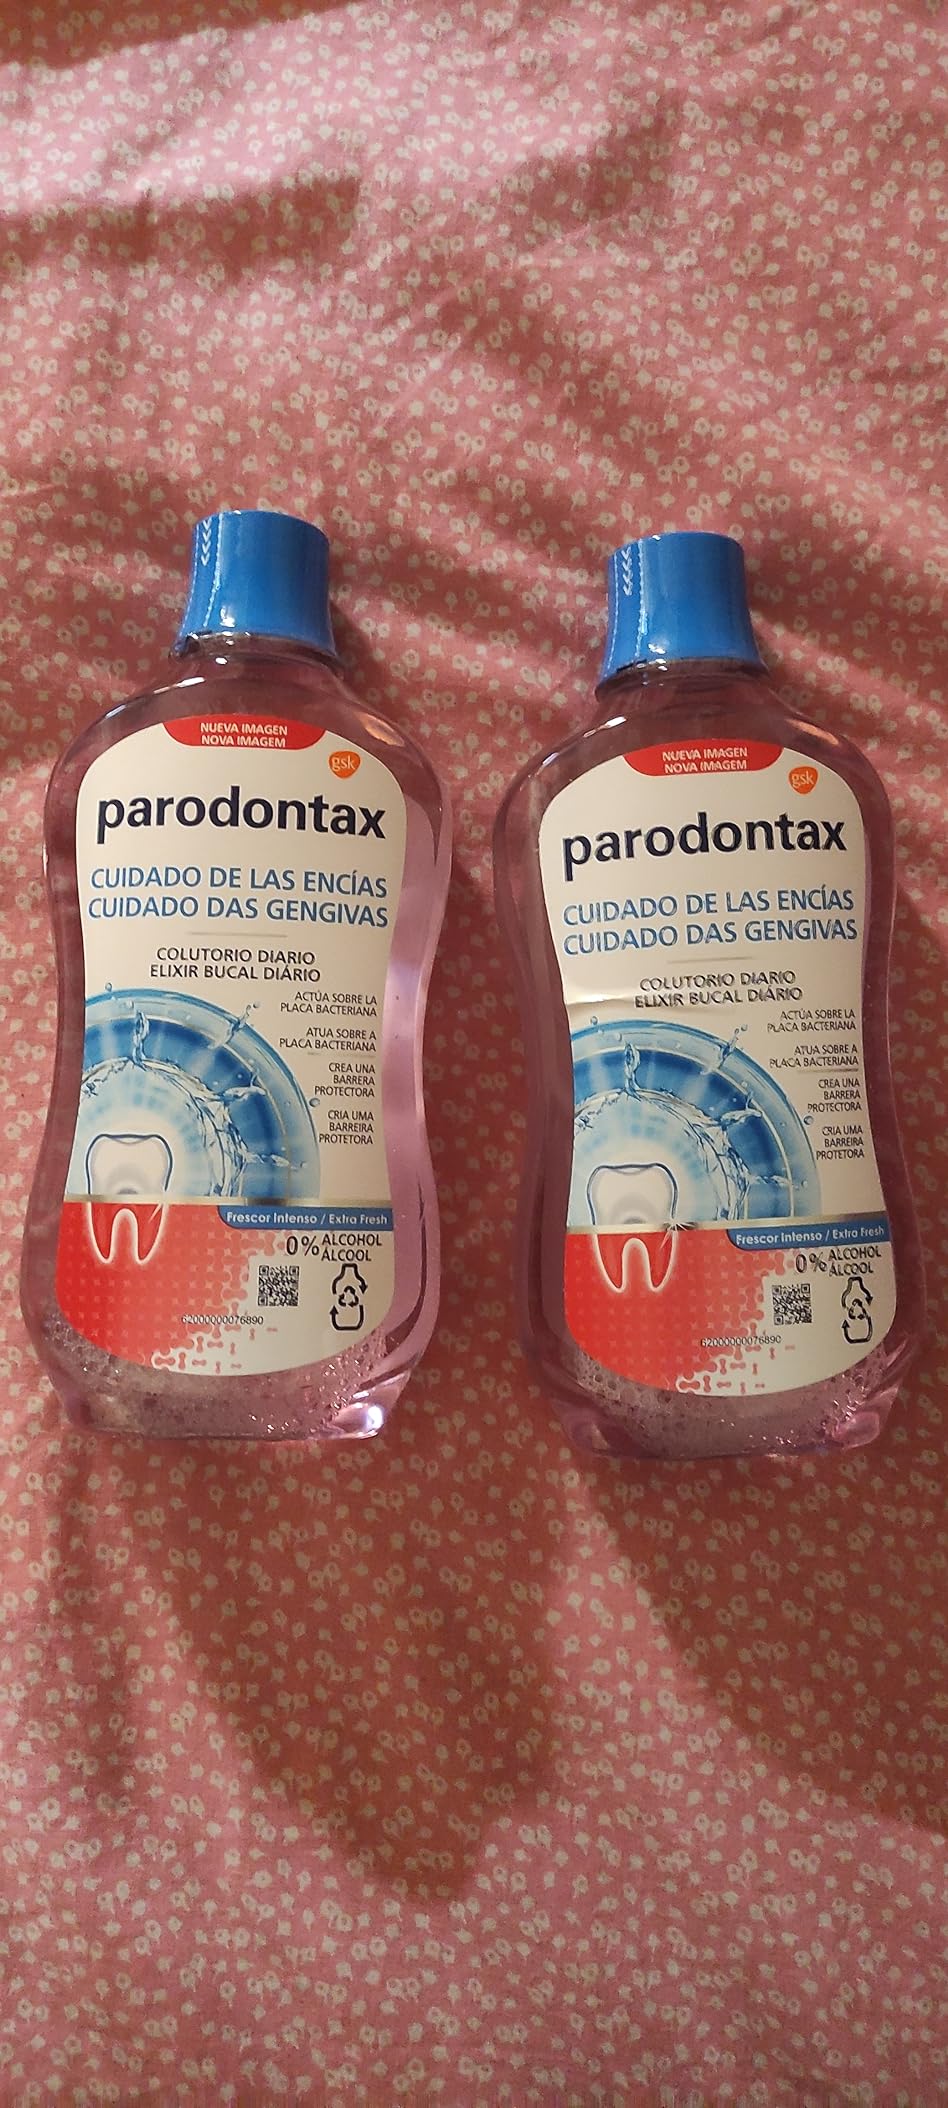 NUEVA IMAGEN
NOVA IMAGEM
gsk
parodontax
CUIDADO DE LAS ENCÍAS
CUIDADO DAS GENGIVAS
COLUTORIO DIARIO
ELIXIR BUCAL DIÁRIO
ACTÚA SOBRE LA
PLACA BACTERIANA
ATUA SOBRE A
PLACA BACTERIANA
CREA UNA
BARRERA
PROTECTORA
CRIA UMA
BARREIRA
PROTETORA
Frescor Intenso / Extra Fresh
0% ALCOHOL
ÁLCOOL
62000000076890
NUEVA IMAGEN
NOVA IMAGEM
gsk
parodontax
CUIDADO DE LAS ENCÍAS
CUIDADO DAS GENGIVAS
COLUTORIO DIARIO
ELIXIR BUCAL DIÁRIO
ACTÚA SOBRE LA
PLACA BACTERIANA
ATUA SOBRE A
PLACA BACTERIANA
CREA UNA
BARRERA
PROTECTORA
CRIA UMA
BARREIRA
PROTETORA
Frescor Intenso / Extra Fresh
0% ALCOHOL
ÁLCOOL
62000000076890